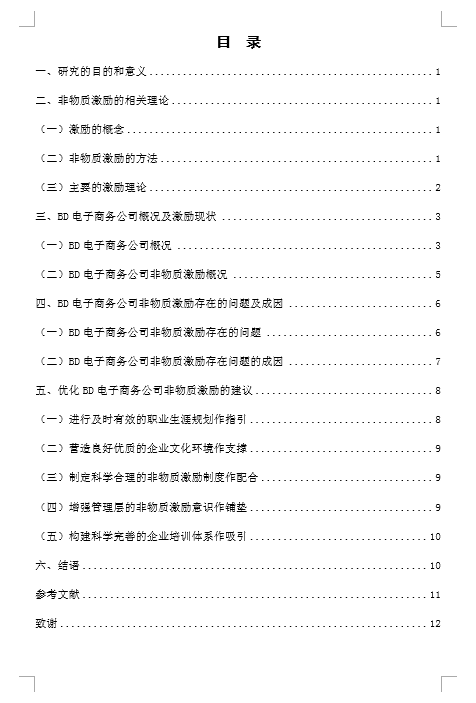 目 录
一、研究的目的和意义 1
二、非物质激励的相关理论 1
（一）激励的概念 1
（二）非物质激励的方法 1
（三）主要的激励理论 2
三、BD电子商务公司概况及激励现状 3
（一）BD电子商务公司概况 3
（二）BD电子商务公司非物质激励概况 5
四、BD电子商务公司非物质激励存在的问题及成因 6
（一）BD电子商务公司非物质激励存在的问题 6
（二）BD电子商务公司非物质激励存在问题的成因 7
五、优化BD电子商务公司非物质激励的建议 8
（一）进行及时有效的职业生涯规划作指引 8
（二）营造良好优质的企业文化环境作支撑 9
（三）制定科学合理的非物质激励制度作配合 9
（四）增强管理层的非物质激励意识作铺垫 9
（五）构建科学完善的企业培训体系作吸引 10
六、结语 10
参考文献 11
致谢 12